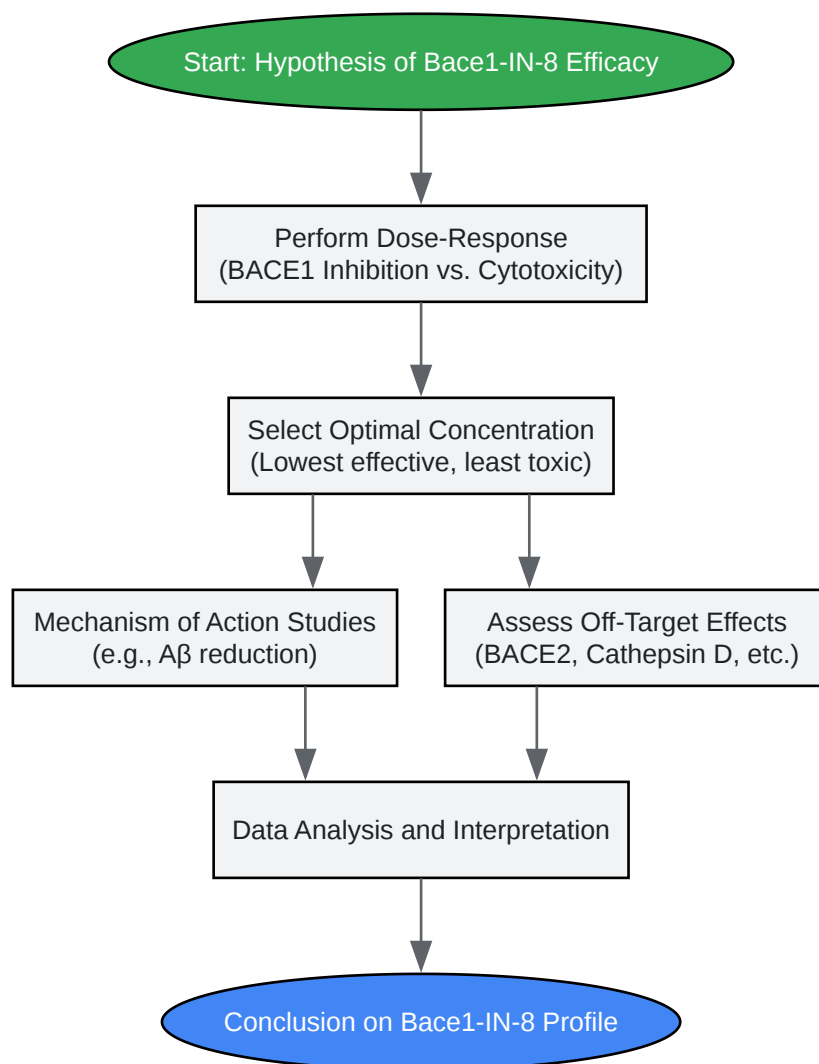 Start: Hypothesis of Bace1-IN-8 Efficacy
Perform Dose-Response
(BACE1 Inhibition vs. Cytotoxicity)
Select Optimal Concentration
(Lowest effective, least toxic)
Mechanism of Action Studies
(e.g., Aβ reduction)
Assess Off-Target Effects
(BACE2, Cathepsin D, etc.)
Data Analysis and Interpretation
Conclusion on Bace1-IN-8 Profile